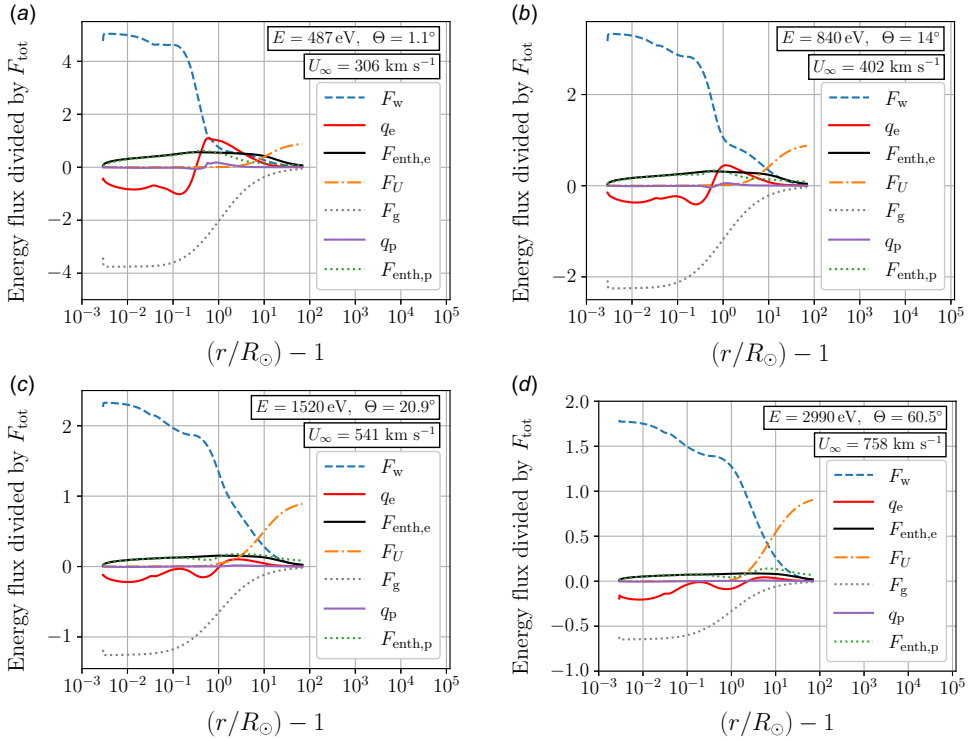 (a)
E = 487 eV, Θ = 1.1°
U∞ = 306 km s⁻¹
F_w
q_e
F_enth,e
F_U
F_g
q_p
F_enth,p
4
2
0
−2
−4
Energy flux divided by F_tot
10⁻³ 10⁻² 10⁻¹ 10⁰ 10¹ 10² 10³ 10⁴ 10⁵
(r/R⊙) − 1
(b)
E = 840 eV, Θ = 14°
U∞ = 402 km s⁻¹
F_w
q_e
F_enth,e
F_U
F_g
q_p
F_enth,p
2
0
−2
Energy flux divided by F_tot
10⁻³ 10⁻² 10⁻¹ 10⁰ 10¹ 10² 10³ 10⁴ 10⁵
(r/R⊙) − 1
(c)
E = 1520 eV, Θ = 20.9°
U∞ = 541 km s⁻¹
F_w
q_e
F_enth,e
F_U
F_g
q_p
F_enth,p
2
1
0
−1
Energy flux divided by F_tot
10⁻³ 10⁻² 10⁻¹ 10⁰ 10¹ 10² 10³ 10⁴ 10⁵
(r/R⊙) − 1
(d)
E = 2990 eV, Θ = 60.5°
U∞ = 758 km s⁻¹
F_w
q_e
F_enth,e
F_U
F_g
q_p
F_enth,p
2.0
1.5
1.0
0.5
0.0
−0.5
−1.0
Energy flux divided by F_tot
10⁻³ 10⁻² 10⁻¹ 10⁰ 10¹ 10² 10³ 10⁴ 10⁵
(r/R⊙) − 1